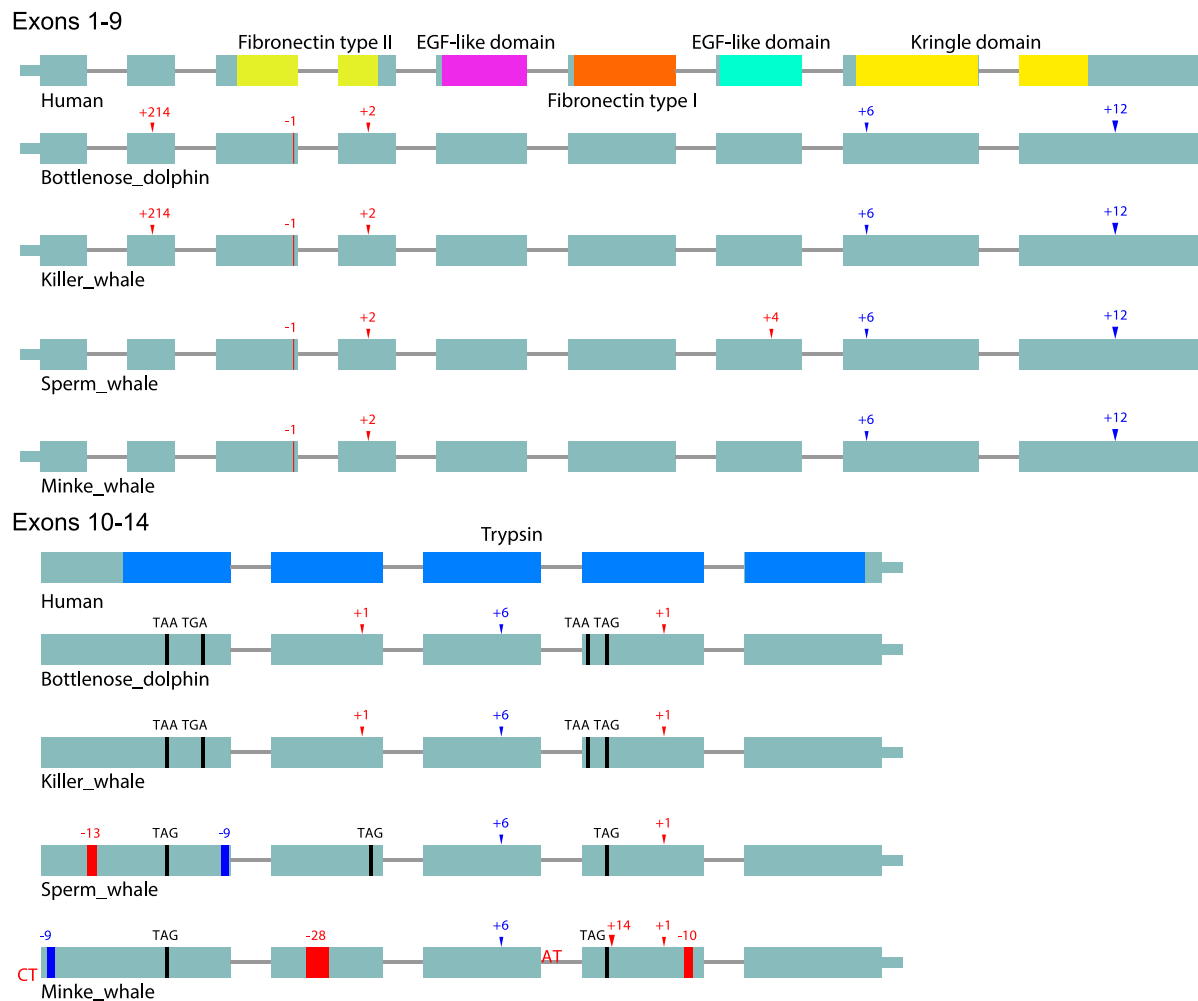 Exons 1-9
Fibronectin type II EGF-like domain EGF-like domain Kringle domain
Human Fibronectin type I
+214 -1 +2 +6 +12
Bottlenose_dolphin
+214 -1 +2 +6 +12
Killer_whale
-1 +2 +4 +6 +12
Sperm_whale
-1 +2 +6 +12
Minke_whale
Exons 10-14
Trypsin
Human
TAA TGA +1 +6 TAA TAG +1
Bottlenose_dolphin
TAA TGA +1 +6 TAA TAG +1
Killer_whale
-13 TAG -9 TAG +6 TAG +1
Sperm_whale
-9 TAG -28 +6 TAG +14 +1 -10
CT AT
Minke_whale